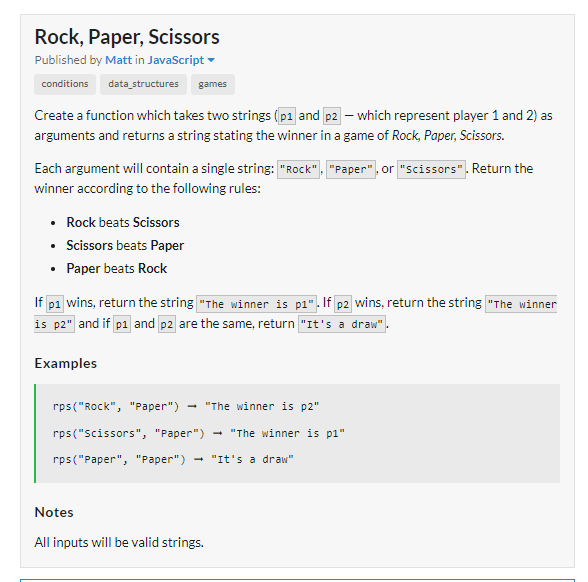 Rock, Paper, Scissors
Published by Matt in JavaScript
conditions data_structures games
Create a function which takes two strings (p1 and p2 — which represent player 1 and 2) as
arguments and returns a string stating the winner in a game of Rock, Paper, Scissors.
Each argument will contain a single string: "Rock", "Paper", or "Scissors". Return the
winner according to the following rules:
• Rock beats Scissors
• Scissors beats Paper
• Paper beats Rock
If p1 wins, return the string "The winner is p1". If p2 wins, return the string "The winner
is p2" and if p1 and p2 are the same, return "It's a draw".
Examples
rps("Rock", "Paper") → "The winner is p2"
rps("Scissors", "Paper") → "The winner is p1"
rps("Paper", "Paper") → "It's a draw"
Notes
All inputs will be valid strings.